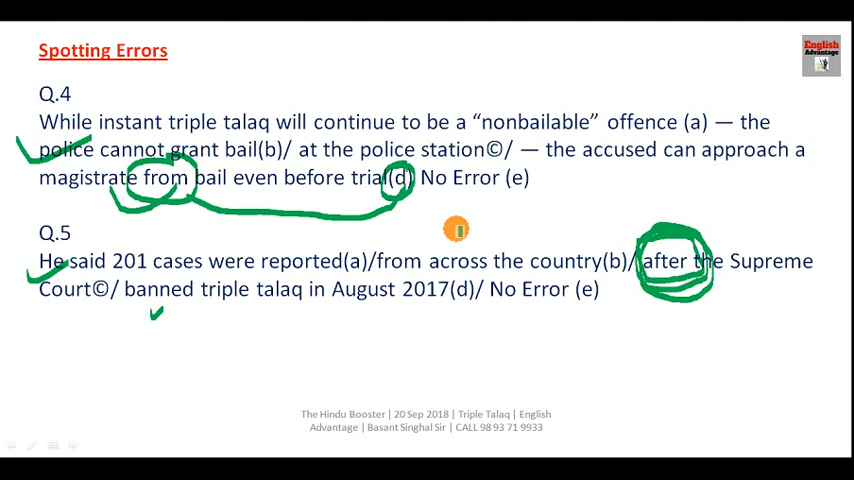 Spotting Errors
English
Advantage
Q.4
While instant triple talaq will continue to be a “nonbailable” offence (a) — the
police cannot grant bail(b)/ at the police station©/ — the accused can approach a
magistrate from bail even before trial(d) No Error (e)
Q.5
He said 201 cases were reported(a)/from across the country(b)/ after the Supreme
Court©/ banned triple talaq in August 2017(d)/ No Error (e)
The Hindu Booster | 20 Sep 2018 | Triple Talaq | English
Advantage | Basant Singhal Sir | CALL 98 93 71 9933